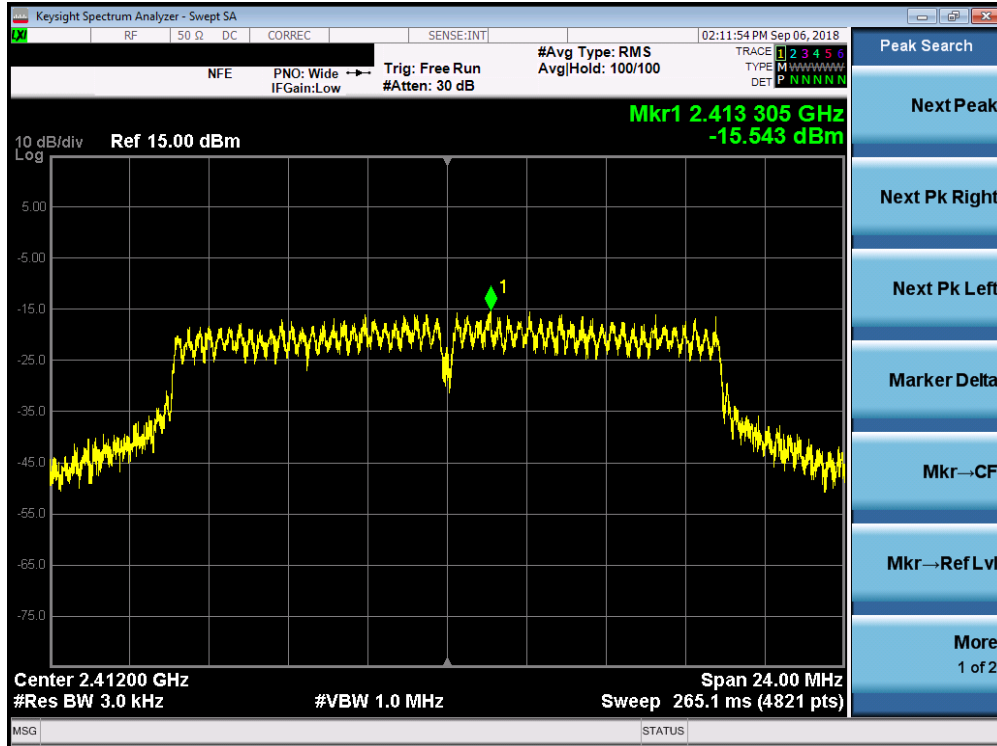 Keysight Spectrum Analyzer - Swept SA
LXI RF 50 Ω DC CORREC SENSE:INT 02:11:54 PM Sep 06, 2018
NFE PNO: Wide Trig: Free Run #Avg Type: RMS TRACE 1 2 3 4 5 6
IFGain:Low #Atten: 30 dB Avg|Hold: 100/100 TYPE M WWWWW
DET P N N N N N
Mkr1 2.413 305 GHz
-15.543 dBm
10 dB/div Ref 15.00 dBm
Log
5.00
-5.00
1
-15.0
-25.0
-35.0
-45.0
-55.0
-65.0
-75.0
Center 2.41200 GHz Span 24.00 MHz
#Res BW 3.0 kHz #VBW 1.0 MHz Sweep 265.1 ms (4821 pts)
MSG STATUS
Peak Search
Next Peak
Next Pk Right
Next Pk Left
Marker Delta
Mkr→CF
Mkr→Ref Lvl
More
1 of 2